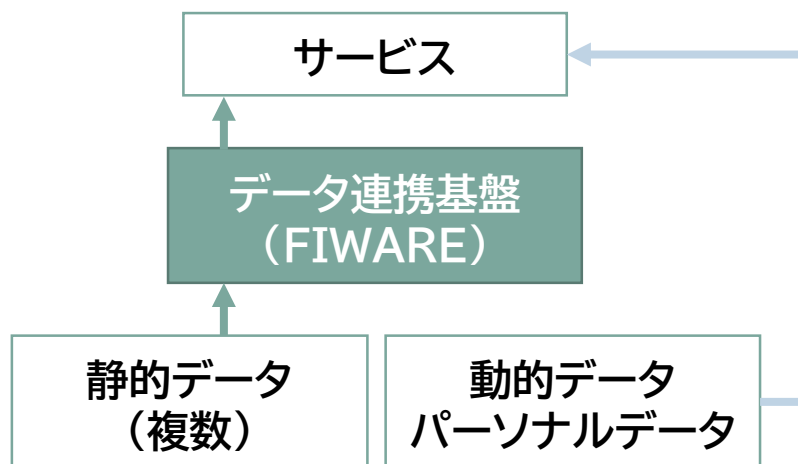 サービス
データ連携基盤
（FIWARE）
静的データ
（複数）
動的データ
パーソナルデータ